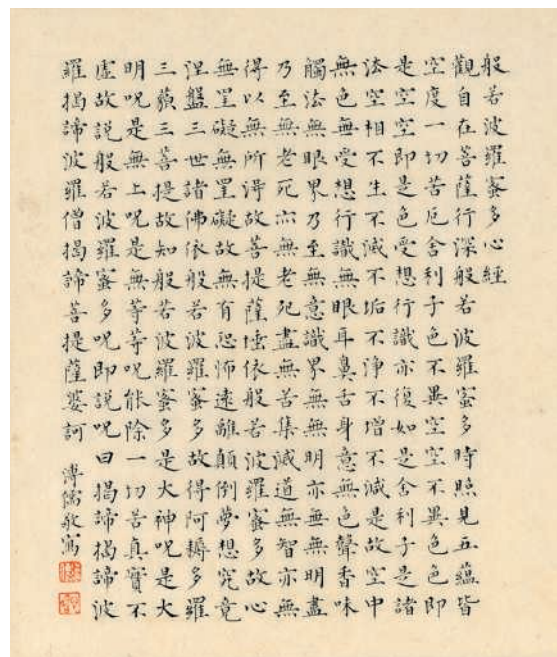 般若波羅蜜多心經
觀自在菩薩行深般若波羅蜜多時照見五蘊皆
空度一切苦厄舍利子色不異空空不異色色即
是空空即是色受想行識亦復如是舍利子是諸
法空相不生不滅不垢不淨不增不減是故空中
無色無受想行識無眼耳鼻舌身意無色聲香味
觸法無眼界乃至無意識界無無明亦無無明盡
乃至無老死亦無老死盡無苦集滅道無智亦無
得以無所得故菩提薩埵依般若波羅蜜多故心
無罣礙無罣礙故無有恐怖遠離顛倒夢想究竟
涅盤三世諸佛依般若波羅蜜多故得阿耨多羅
三藐三菩提故知般若波羅蜜多是大神呪是大
明呪是無上呪是無等等呪能除一切苦真實不
虛故說般若波羅蜜多呪即說呪曰揭諦揭諦波
羅揭諦波羅僧揭諦菩提薩婆訶 溥儒敬寫